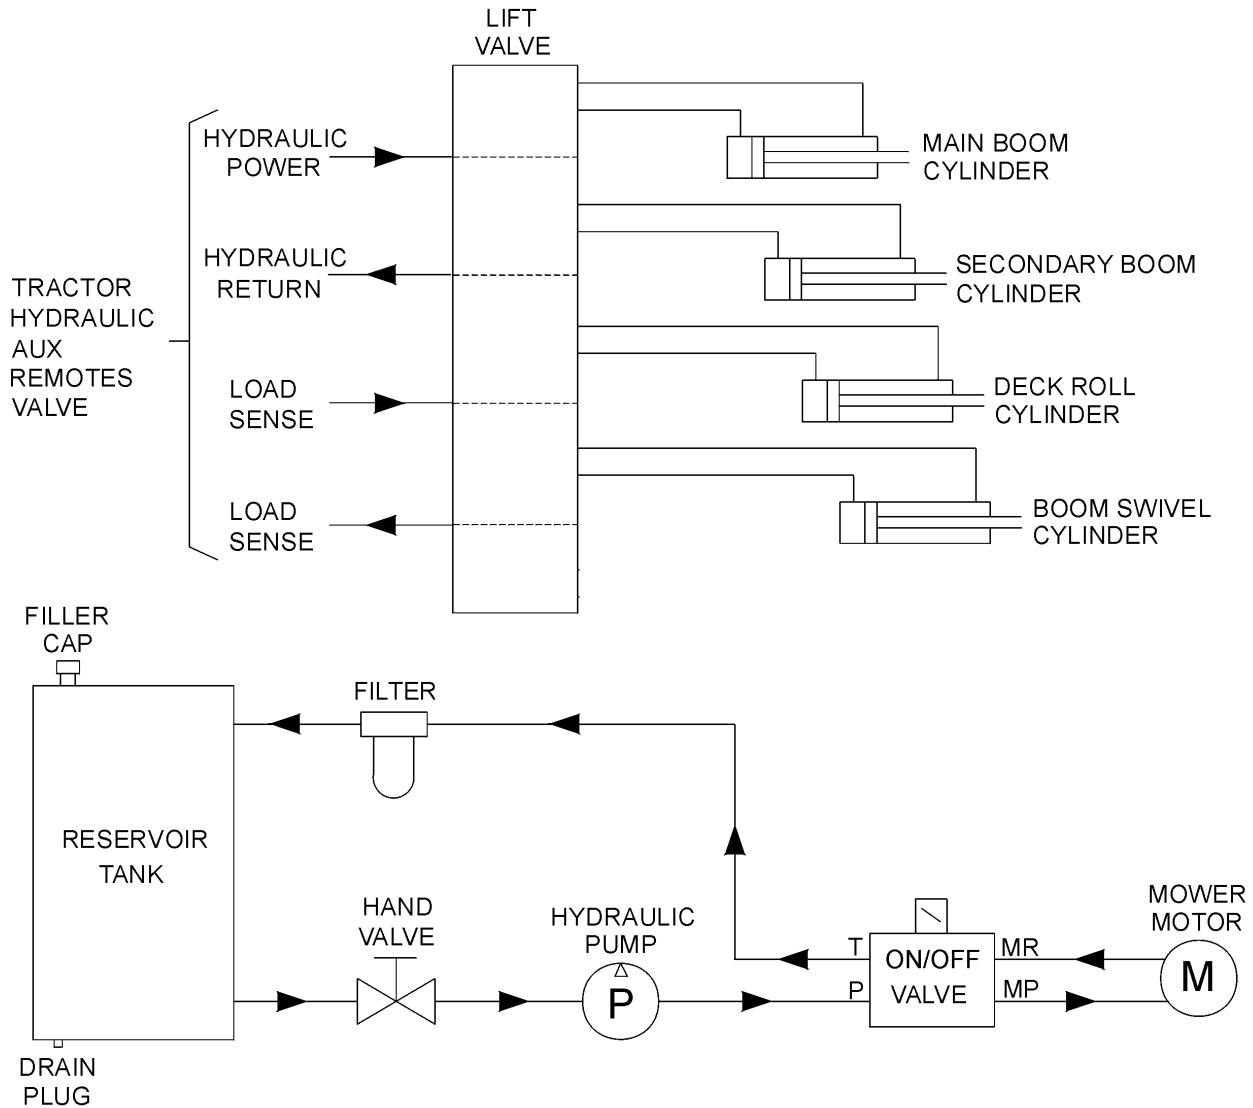 LIFT
VALVE
HYDRAULIC
POWER
HYDRAULIC
RETURN
LOAD
SENSE
LOAD
SENSE
TRACTOR
HYDRAULIC
AUX
REMOTES
VALVE
MAIN BOOM
CYLINDER
SECONDARY BOOM
CYLINDER
DECK ROLL
CYLINDER
BOOM SWIVEL
CYLINDER
FILLER
CAP
FILTER
RESERVOIR
TANK
DRAIN
PLUG
HAND
VALVE
HYDRAULIC
PUMP
P
T
P
ON/OFF
VALVE
MR
MP
MOWER
MOTOR
M